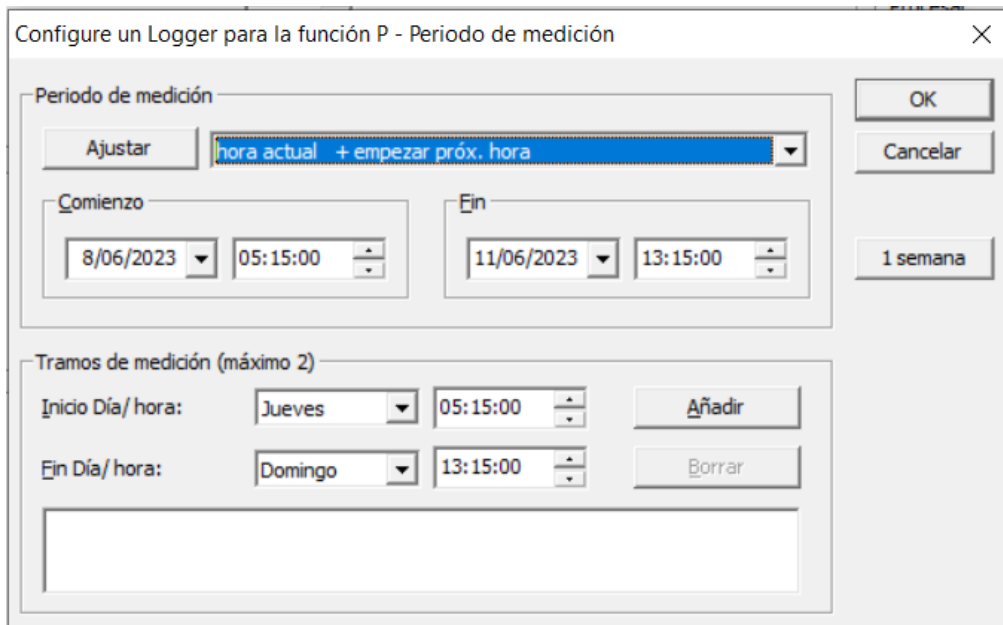 Configure un Logger para la función P - Periodo de medición
Periodo de medición
OK
Ajustar
hora actual + empezar próx. hora
Cancelar
Comienzo
Fin
8/06/2023
05:15:00
11/06/2023
13:15:00
1 semana
Tramos de medición (máximo 2)
Inicio Día/ hora:
Jueves
05:15:00
Añadir
Fin Día/ hora:
Domingo
13:15:00
Borrar